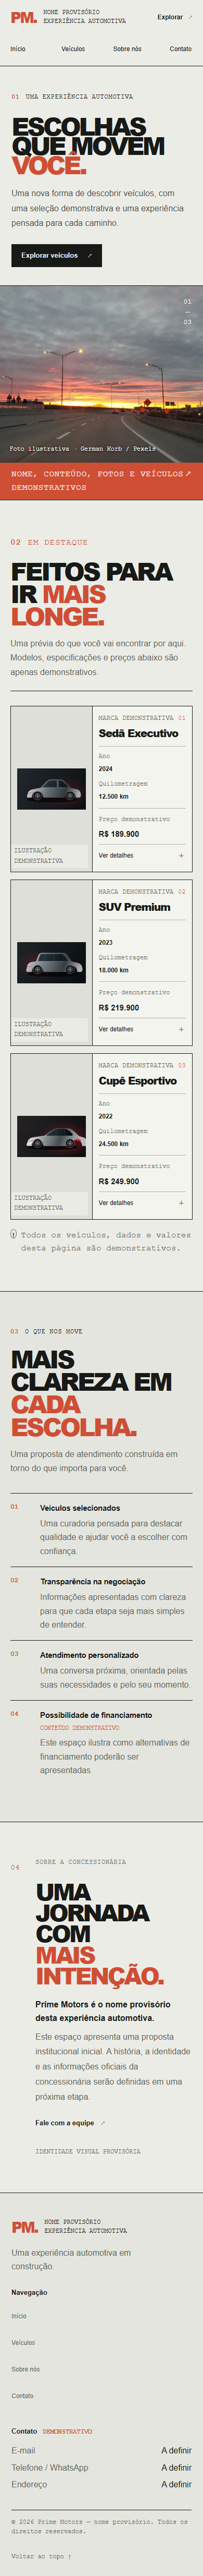 PM.
NOME PROVISÓRIO
EXPERIÊNCIA AUTOMOTIVA
Explorar ↗
Início
Veículos
Sobre nós
Contato
01 UMA EXPERIÊNCIA AUTOMOTIVA
ESCOLHAS
QUE MOVEM
VOCÊ.
Uma nova forma de descobrir veículos, com
uma seleção demonstrativa e uma experiência
pensada para cada caminho.
Explorar veículos ↗
01
—
03
Foto ilustrativa · German Korb / Pexels
NOME, CONTEÚDO, FOTOS E VEÍCULOS ↗
DEMONSTRATIVOS
02 EM DESTAQUE
FEITOS PARA
IR MAIS
LONGE.
Uma prévia do que você vai encontrar por aqui.
Modelos, especificações e preços abaixo são
apenas demonstrativos.
ILUSTRAÇÃO
DEMONSTRATIVA
MARCA DEMONSTRATIVA 01
Sedã Executivo
Ano
2024
Quilometragem
12.500 km
Preço demonstrativo
R$ 189.900
Ver detalhes +
ILUSTRAÇÃO
DEMONSTRATIVA
MARCA DEMONSTRATIVA 02
SUV Premium
Ano
2023
Quilometragem
18.000 km
Preço demonstrativo
R$ 219.900
Ver detalhes +
ILUSTRAÇÃO
DEMONSTRATIVA
MARCA DEMONSTRATIVA 03
Cupê Esportivo
Ano
2022
Quilometragem
24.500 km
Preço demonstrativo
R$ 249.900
Ver detalhes +
Todos os veículos, dados e valores
desta página são demonstrativos.
03 O QUE NOS MOVE
MAIS
CLAREZA EM
CADA
ESCOLHA.
Uma proposta de atendimento construída em
torno do que importa para você.
01
Veículos selecionados
Uma curadoria pensada para destacar
qualidade e ajudar você a escolher com
confiança.
02
Transparência na negociação
Informações apresentadas com clareza
para que cada etapa seja mais simples
de entender.
03
Atendimento personalizado
Uma conversa próxima, orientada pelas
suas necessidades e pelo seu momento.
04
Possibilidade de financiamento
CONTEÚDO DEMONSTRATIVO
Este espaço ilustra como alternativas de
financiamento poderão ser
apresentadas.
04
SOBRE A CONCESSIONÁRIA
UMA
JORNADA
COM
MAIS
INTENÇÃO.
Prime Motors é o nome provisório
desta experiência automotiva.
Este espaço apresenta uma proposta
institucional inicial. A história, a identidade
e as informações oficiais da
concessionária serão definidas em uma
próxima etapa.
Fale com a equipe ↗
IDENTIDADE VISUAL PROVISÓRIA
PM.
NOME PROVISÓRIO
EXPERIÊNCIA AUTOMOTIVA
Uma experiência automotiva em
construção.
Navegação
Início
Veículos
Sobre nós
Contato
Contato DEMONSTRATIVO
E-mail A definir
Telefone / WhatsApp A definir
Endereço A definir
© 2026 Prime Motors — nome provisório. Todos os
direitos reservados.
Voltar ao topo ↑